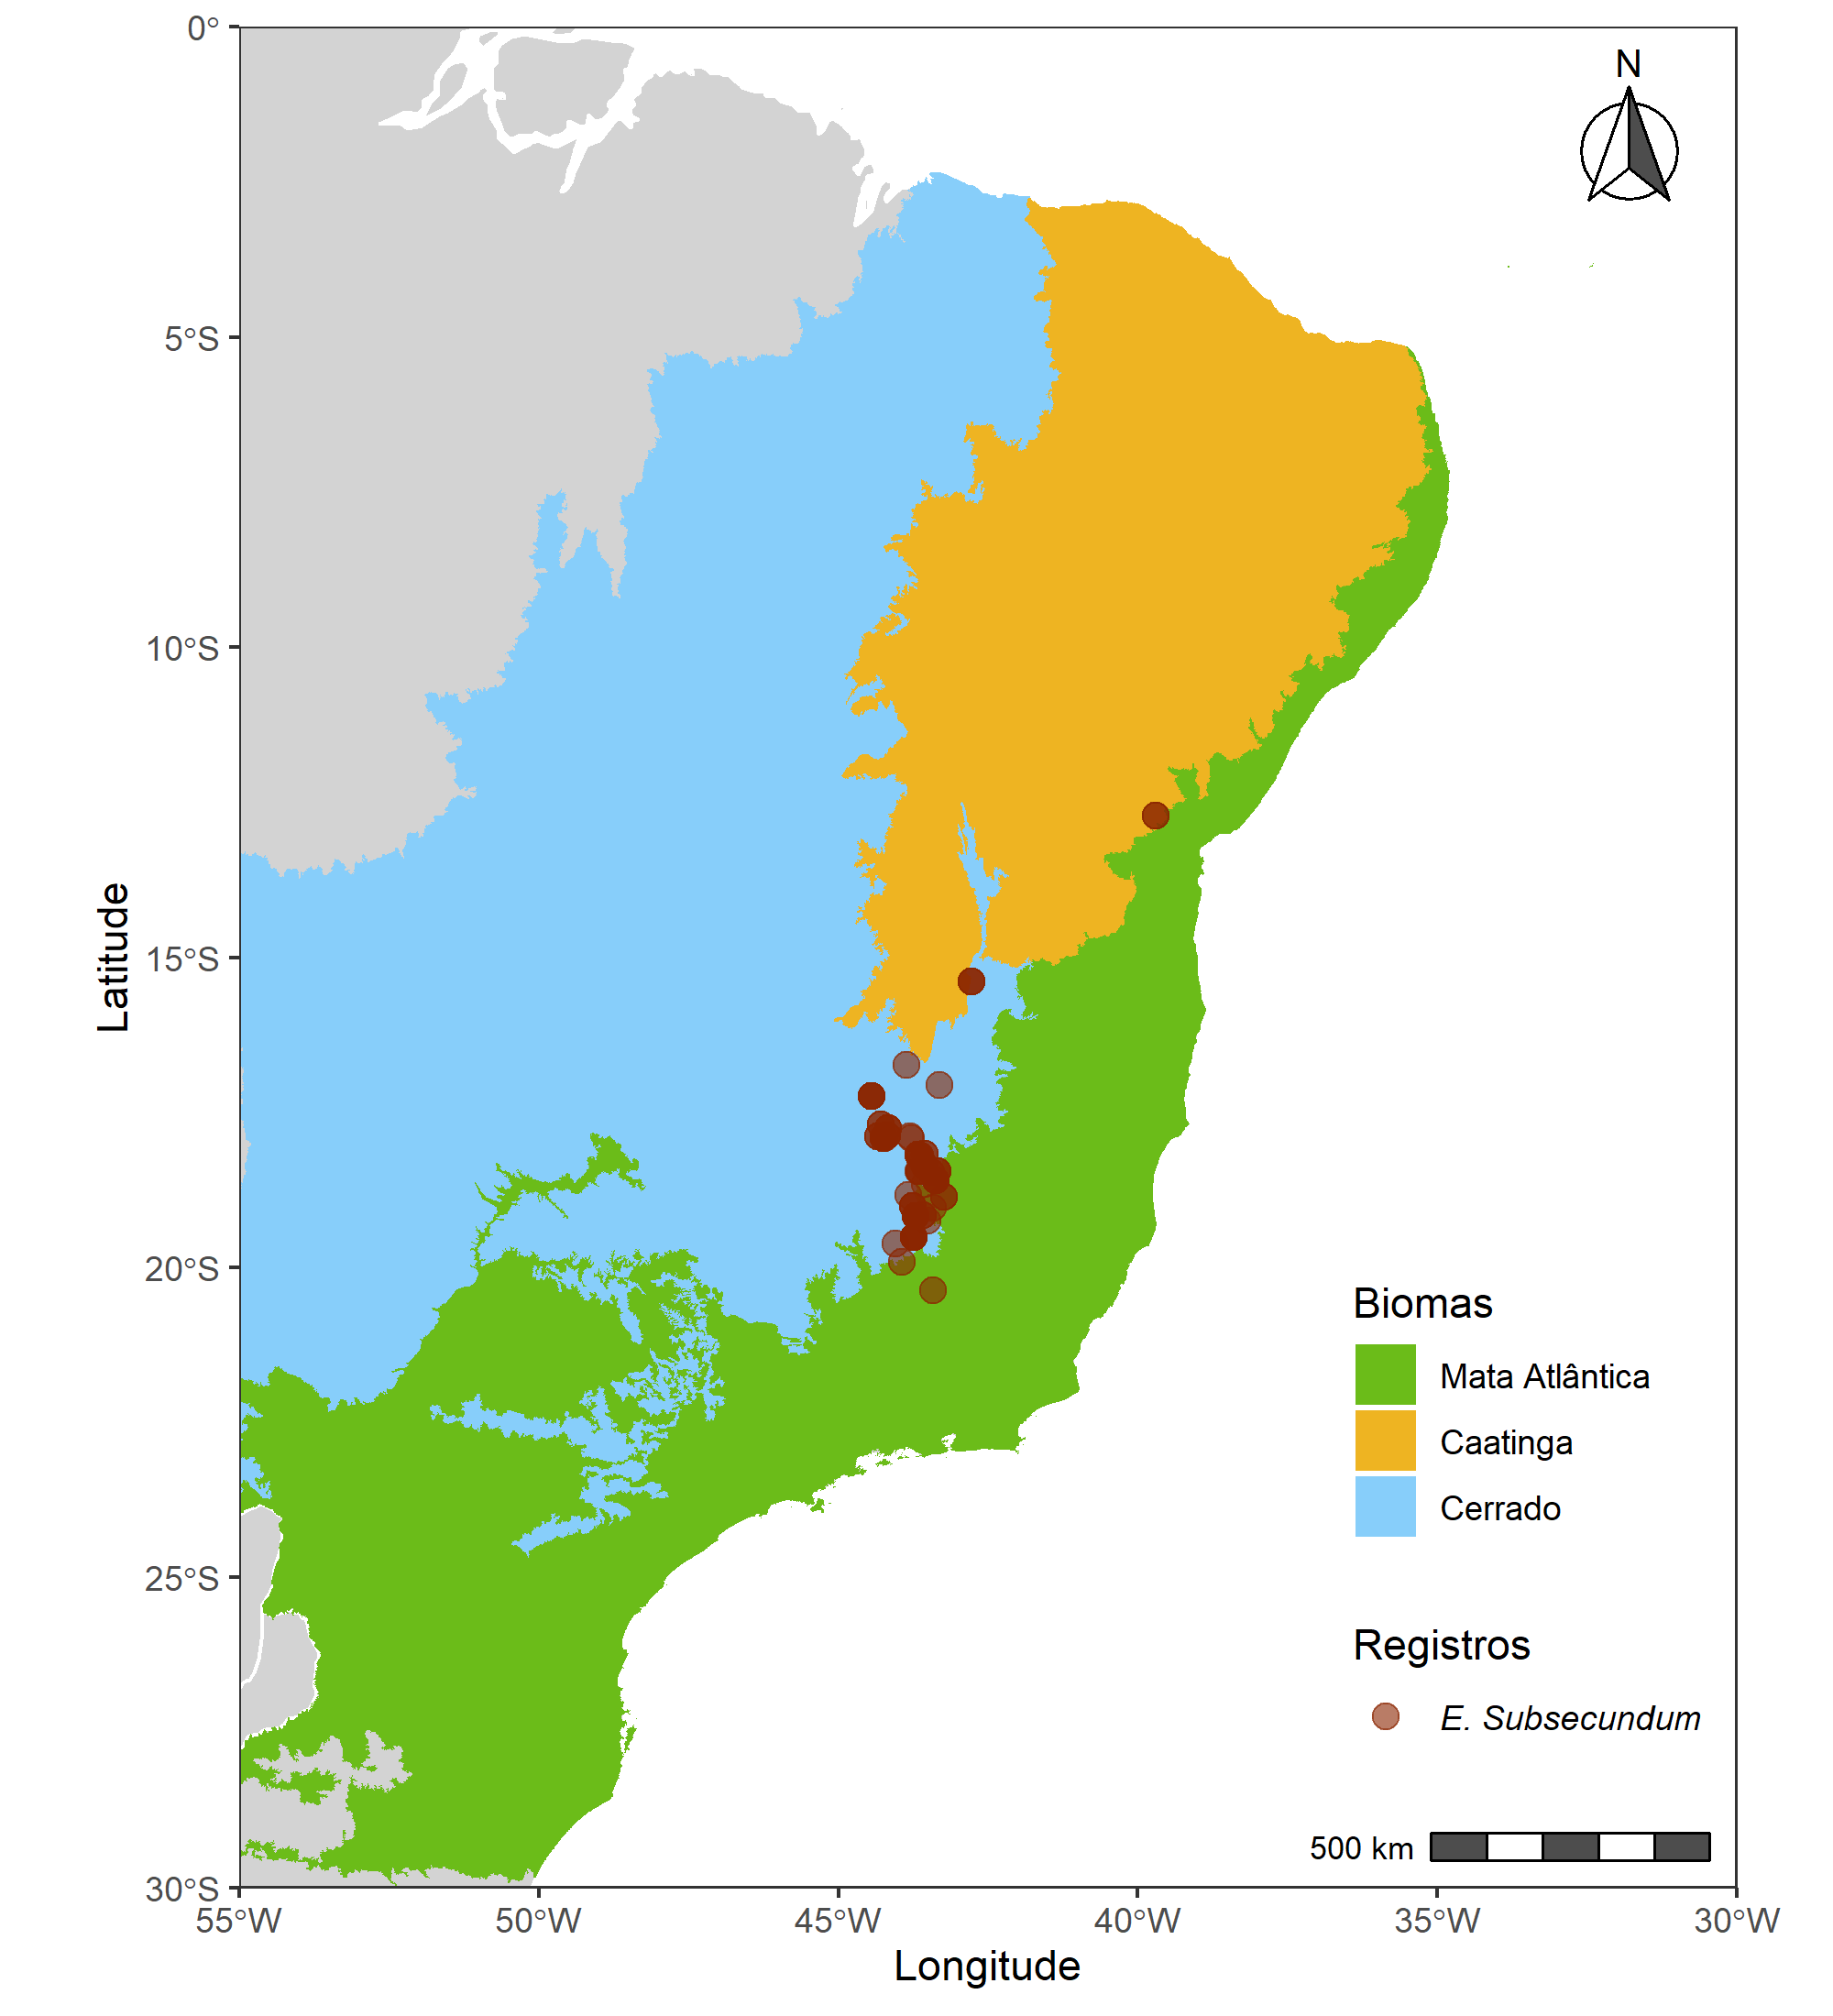 0°
N
5°S
10°S
15°S
20°S
25°S
30°S
Latitude
Biomas
Mata Atlântica
Caatinga
Cerrado
Registros
E. Subsecundum
500 km
55°W 50°W 45°W 40°W 35°W 30°W
Longitude